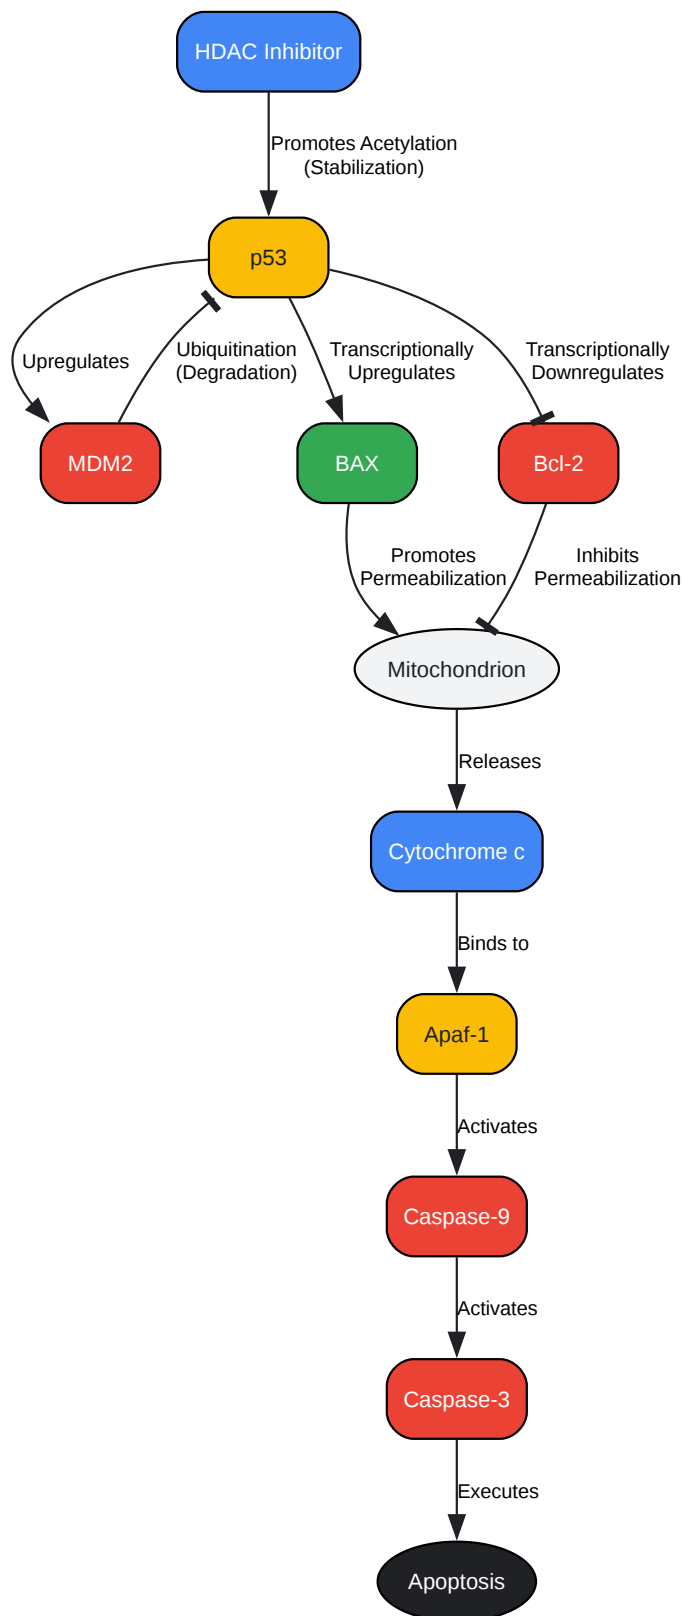 HDAC Inhibitor
Promotes Acetylation
(Stabilization)
p53
Upregulates
Ubiquitination
(Degradation)
Transcriptionally
Upregulates
Transcriptionally
Downregulates
MDM2
BAX
Bcl-2
Promotes
Permeabilization
Inhibits
Permeabilization
Mitochondrion
Releases
Cytochrome c
Binds to
Apaf-1
Activates
Caspase-9
Activates
Caspase-3
Executes
Apoptosis